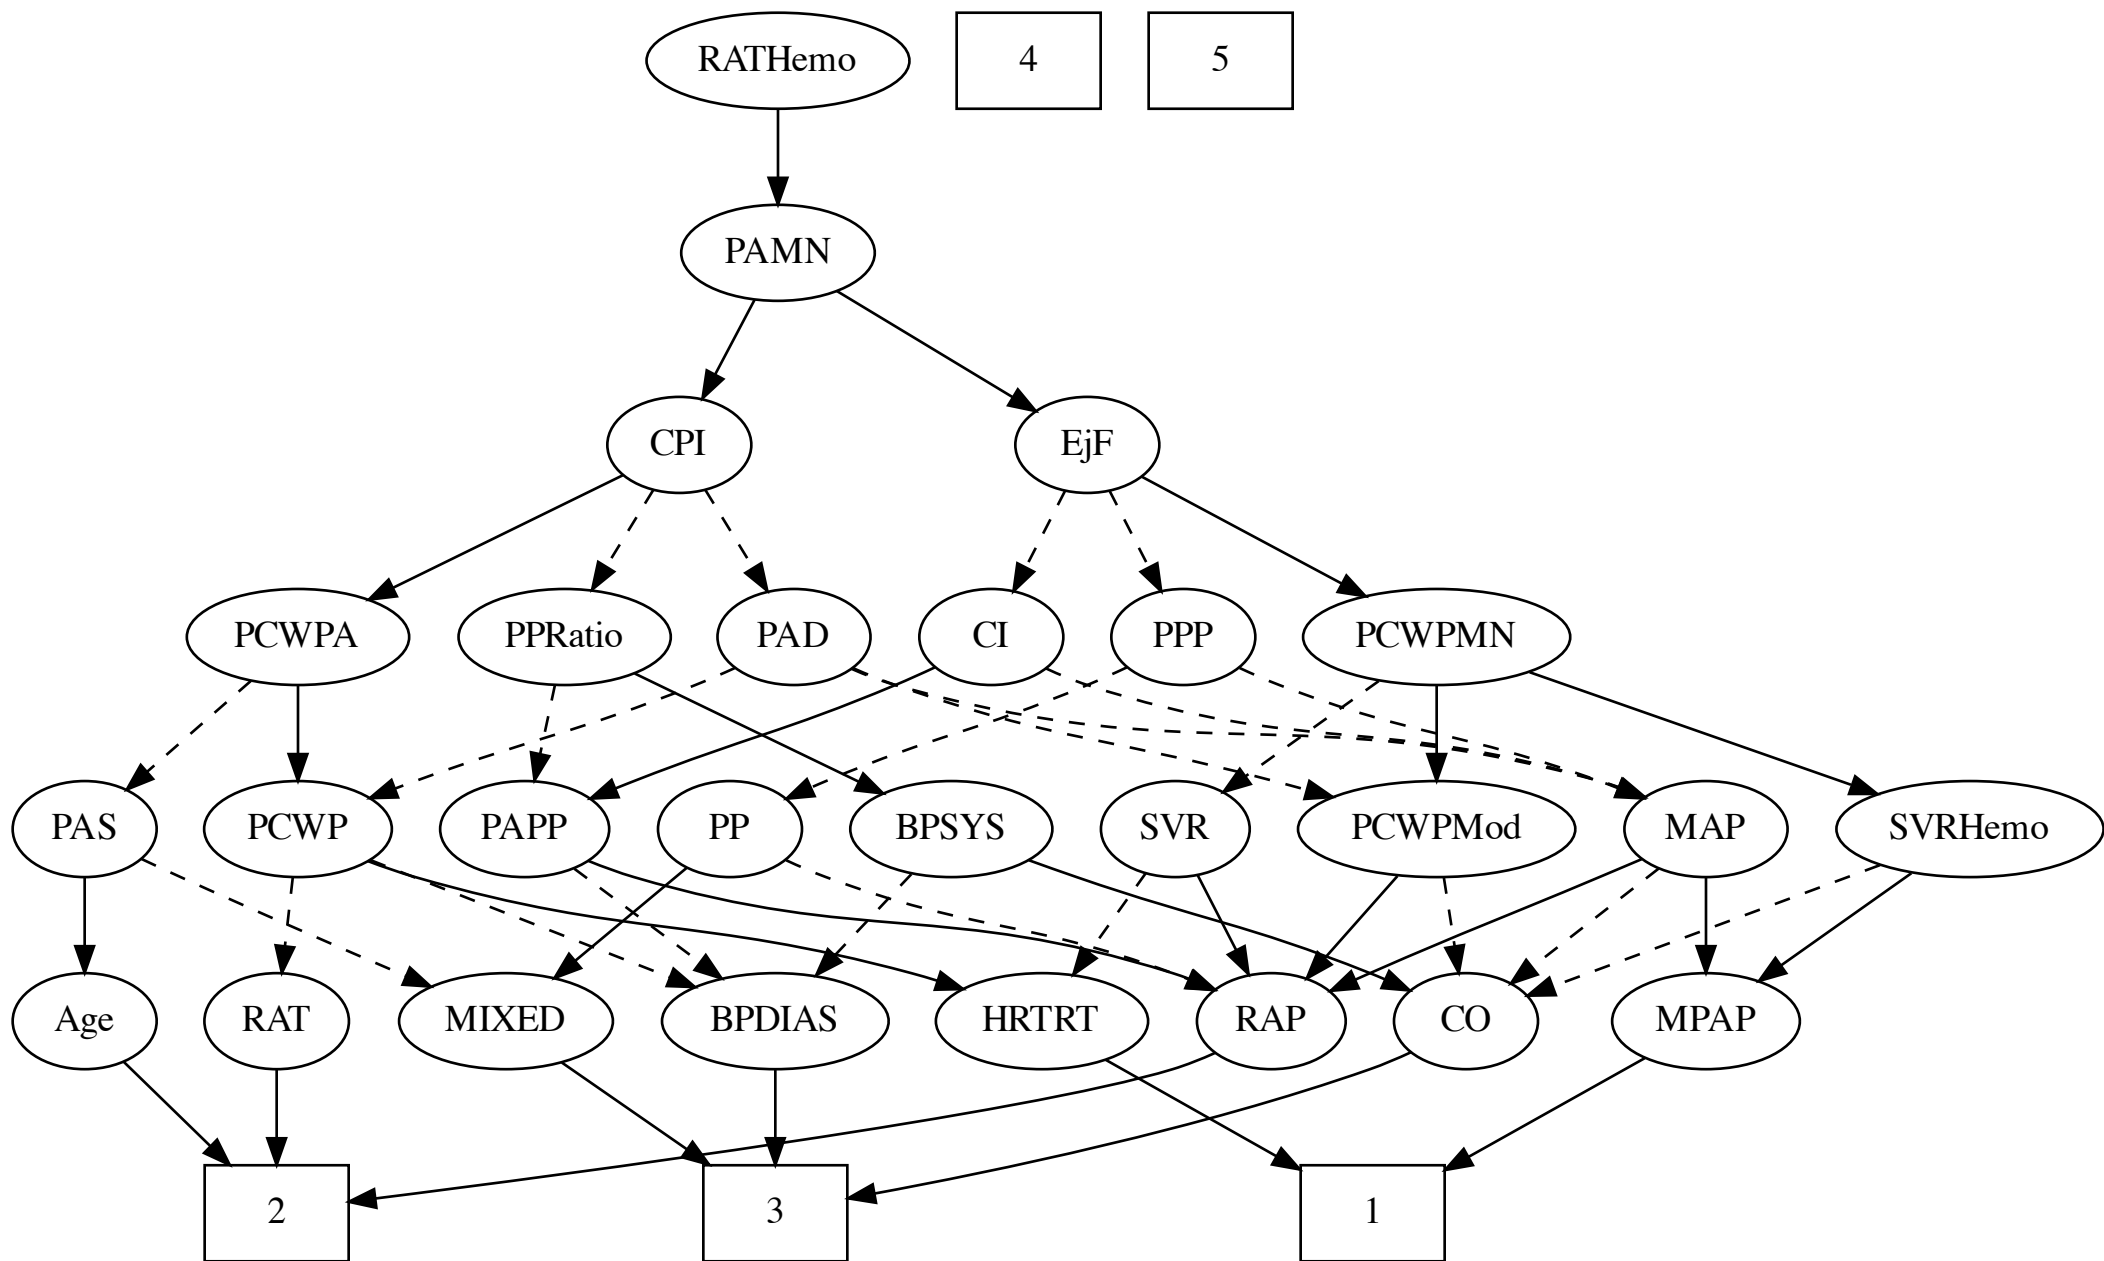 RATHemo
4
5
PAMN
CPI
EjF
PCWPA
PPRatio
PAD
CI
PPP
PCWPMN
PAS
PCWP
PAPP
PP
BPSYS
SVR
PCWPMod
MAP
SVRHemo
Age
RAT
MIXED
BPDIAS
HRTRT
RAP
CO
MPAP
2
3
1